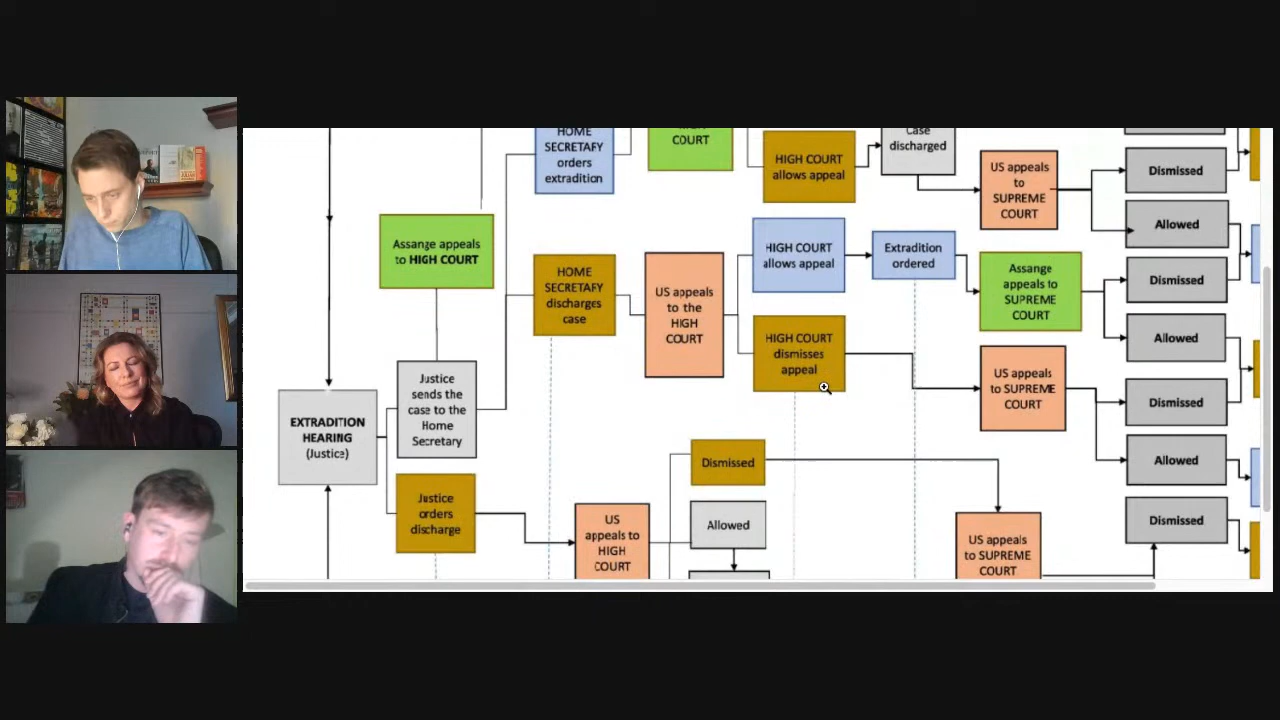 HOME
SECRETARY
orders
extradition
COURT
HIGH COURT
allows appeal
Case
discharged
US appeals
to
SUPREME
COURT
Dismissed
Allowed
Assange appeals
to HIGH COURT
HOME
SECRETARY
discharges
case
US appeals
to the
HIGH
COURT
HIGH COURT
allows appeal
Extradition
ordered
Assange
appeals to
SUPREME
COURT
Dismissed
Allowed
HIGH COURT
dismisses
appeal
US appeals
to SUPREME
COURT
Dismissed
Allowed
EXTRADITION
HEARING
(Justice)
Justice
sends the
case to the
Home
Secretary
Justice
orders
discharge
US
appeals to
HIGH
COURT
Dismissed
Allowed
US appeals
to SUPREME
COURT
Dismissed